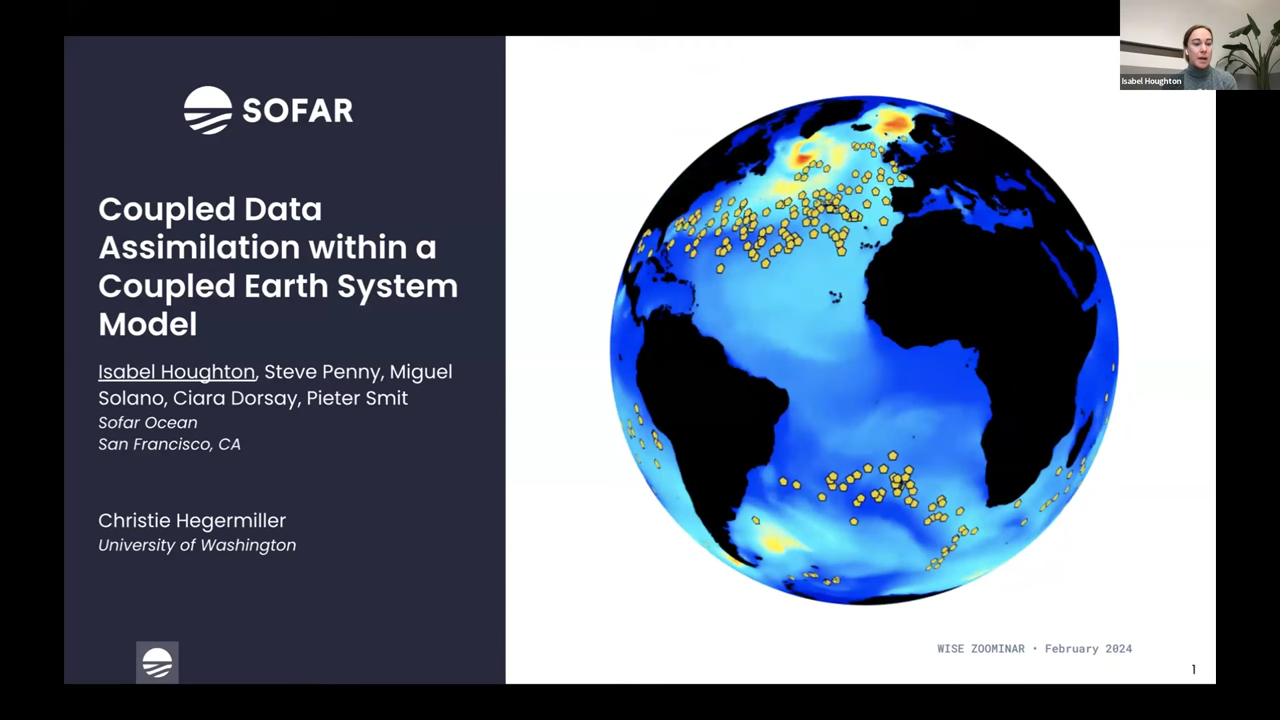 SOFAR
Coupled Data
Assimilation within a
Coupled Earth System
Model
Isabel Houghton, Steve Penny, Miguel
Solano, Ciara Dorsay, Pieter Smit
Sofar Ocean
San Francisco, CA
Christie Hegermiller
University of Washington
Isabel Houghton
WISE ZOOMINAR • February 2024
1